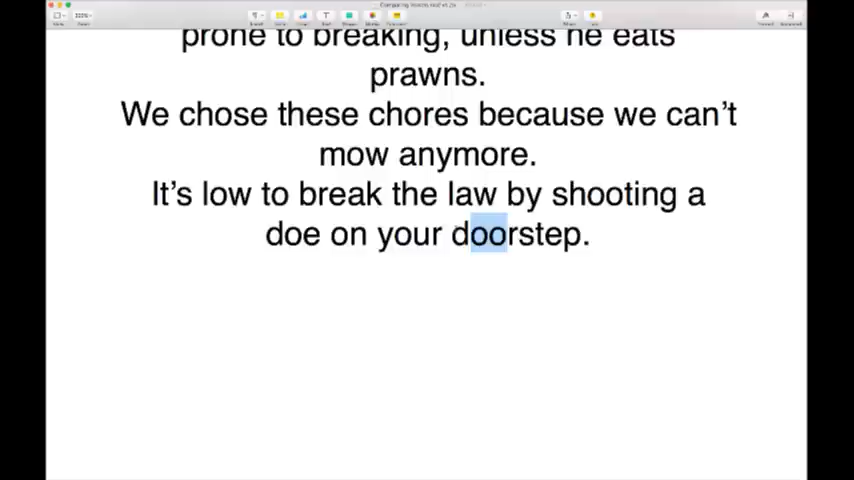 prone to breaking, unless he eats
prawns.
We chose these chores because we can’t
mow anymore.
It’s low to break the law by shooting a
doe on your doorstep.